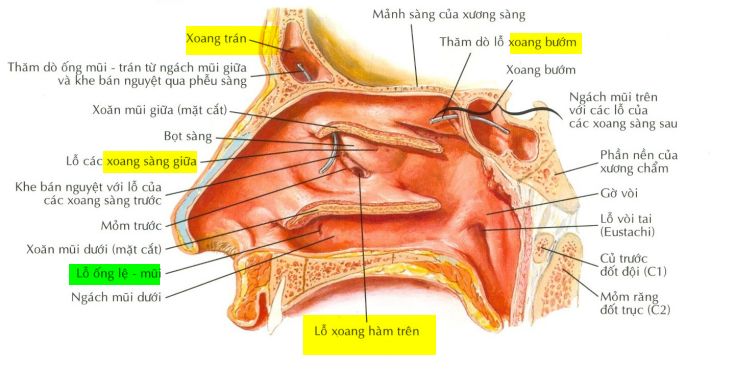 Mảnh sàng của xương sàng
Xoang trán
Thăm dò lỗ xoang bướm
Thăm dò ống mũi - trán từ ngách mũi giữa
và khe bán nguyệt qua phễu sàng
Xoang bướm
Ngách mũi trên
với các lỗ của
các xoang sàng sau
Xoăn mũi giữa (mặt cắt)
Bọt sàng
Lỗ các xoang sàng giữa
Khe bán nguyệt với lỗ của
các xoang sàng trước
Mỏm trước
Xoăn mũi dưới (mặt cắt)
Lỗ ống lệ - mũi
Ngách mũi dưới
Phần nền của
xương chẩm
Gờ vòi
Lỗ vòi tai
(Eustachi)
Củ trước
đốt đội (C1)
Mỏm răng
đốt trục (C2)
Lỗ xoang hàm trên